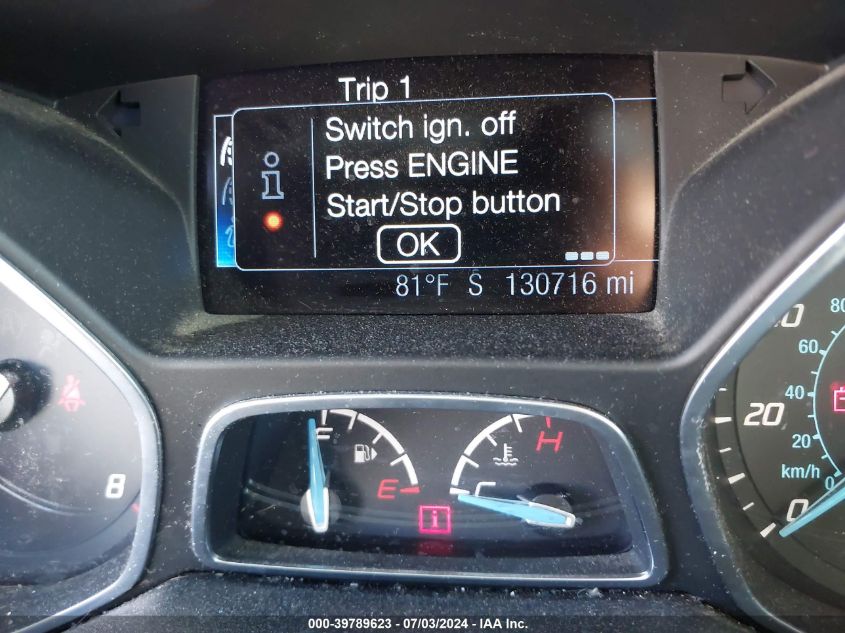 Trip 1
Switch ign. off
Press ENGINE
Start/Stop button
OK
81°F S 130716 mi
80
60
20
40
20
km/h
0
0
8
F
E
H
C
000-39789623 - 07/03/2024 - IAA Inc.